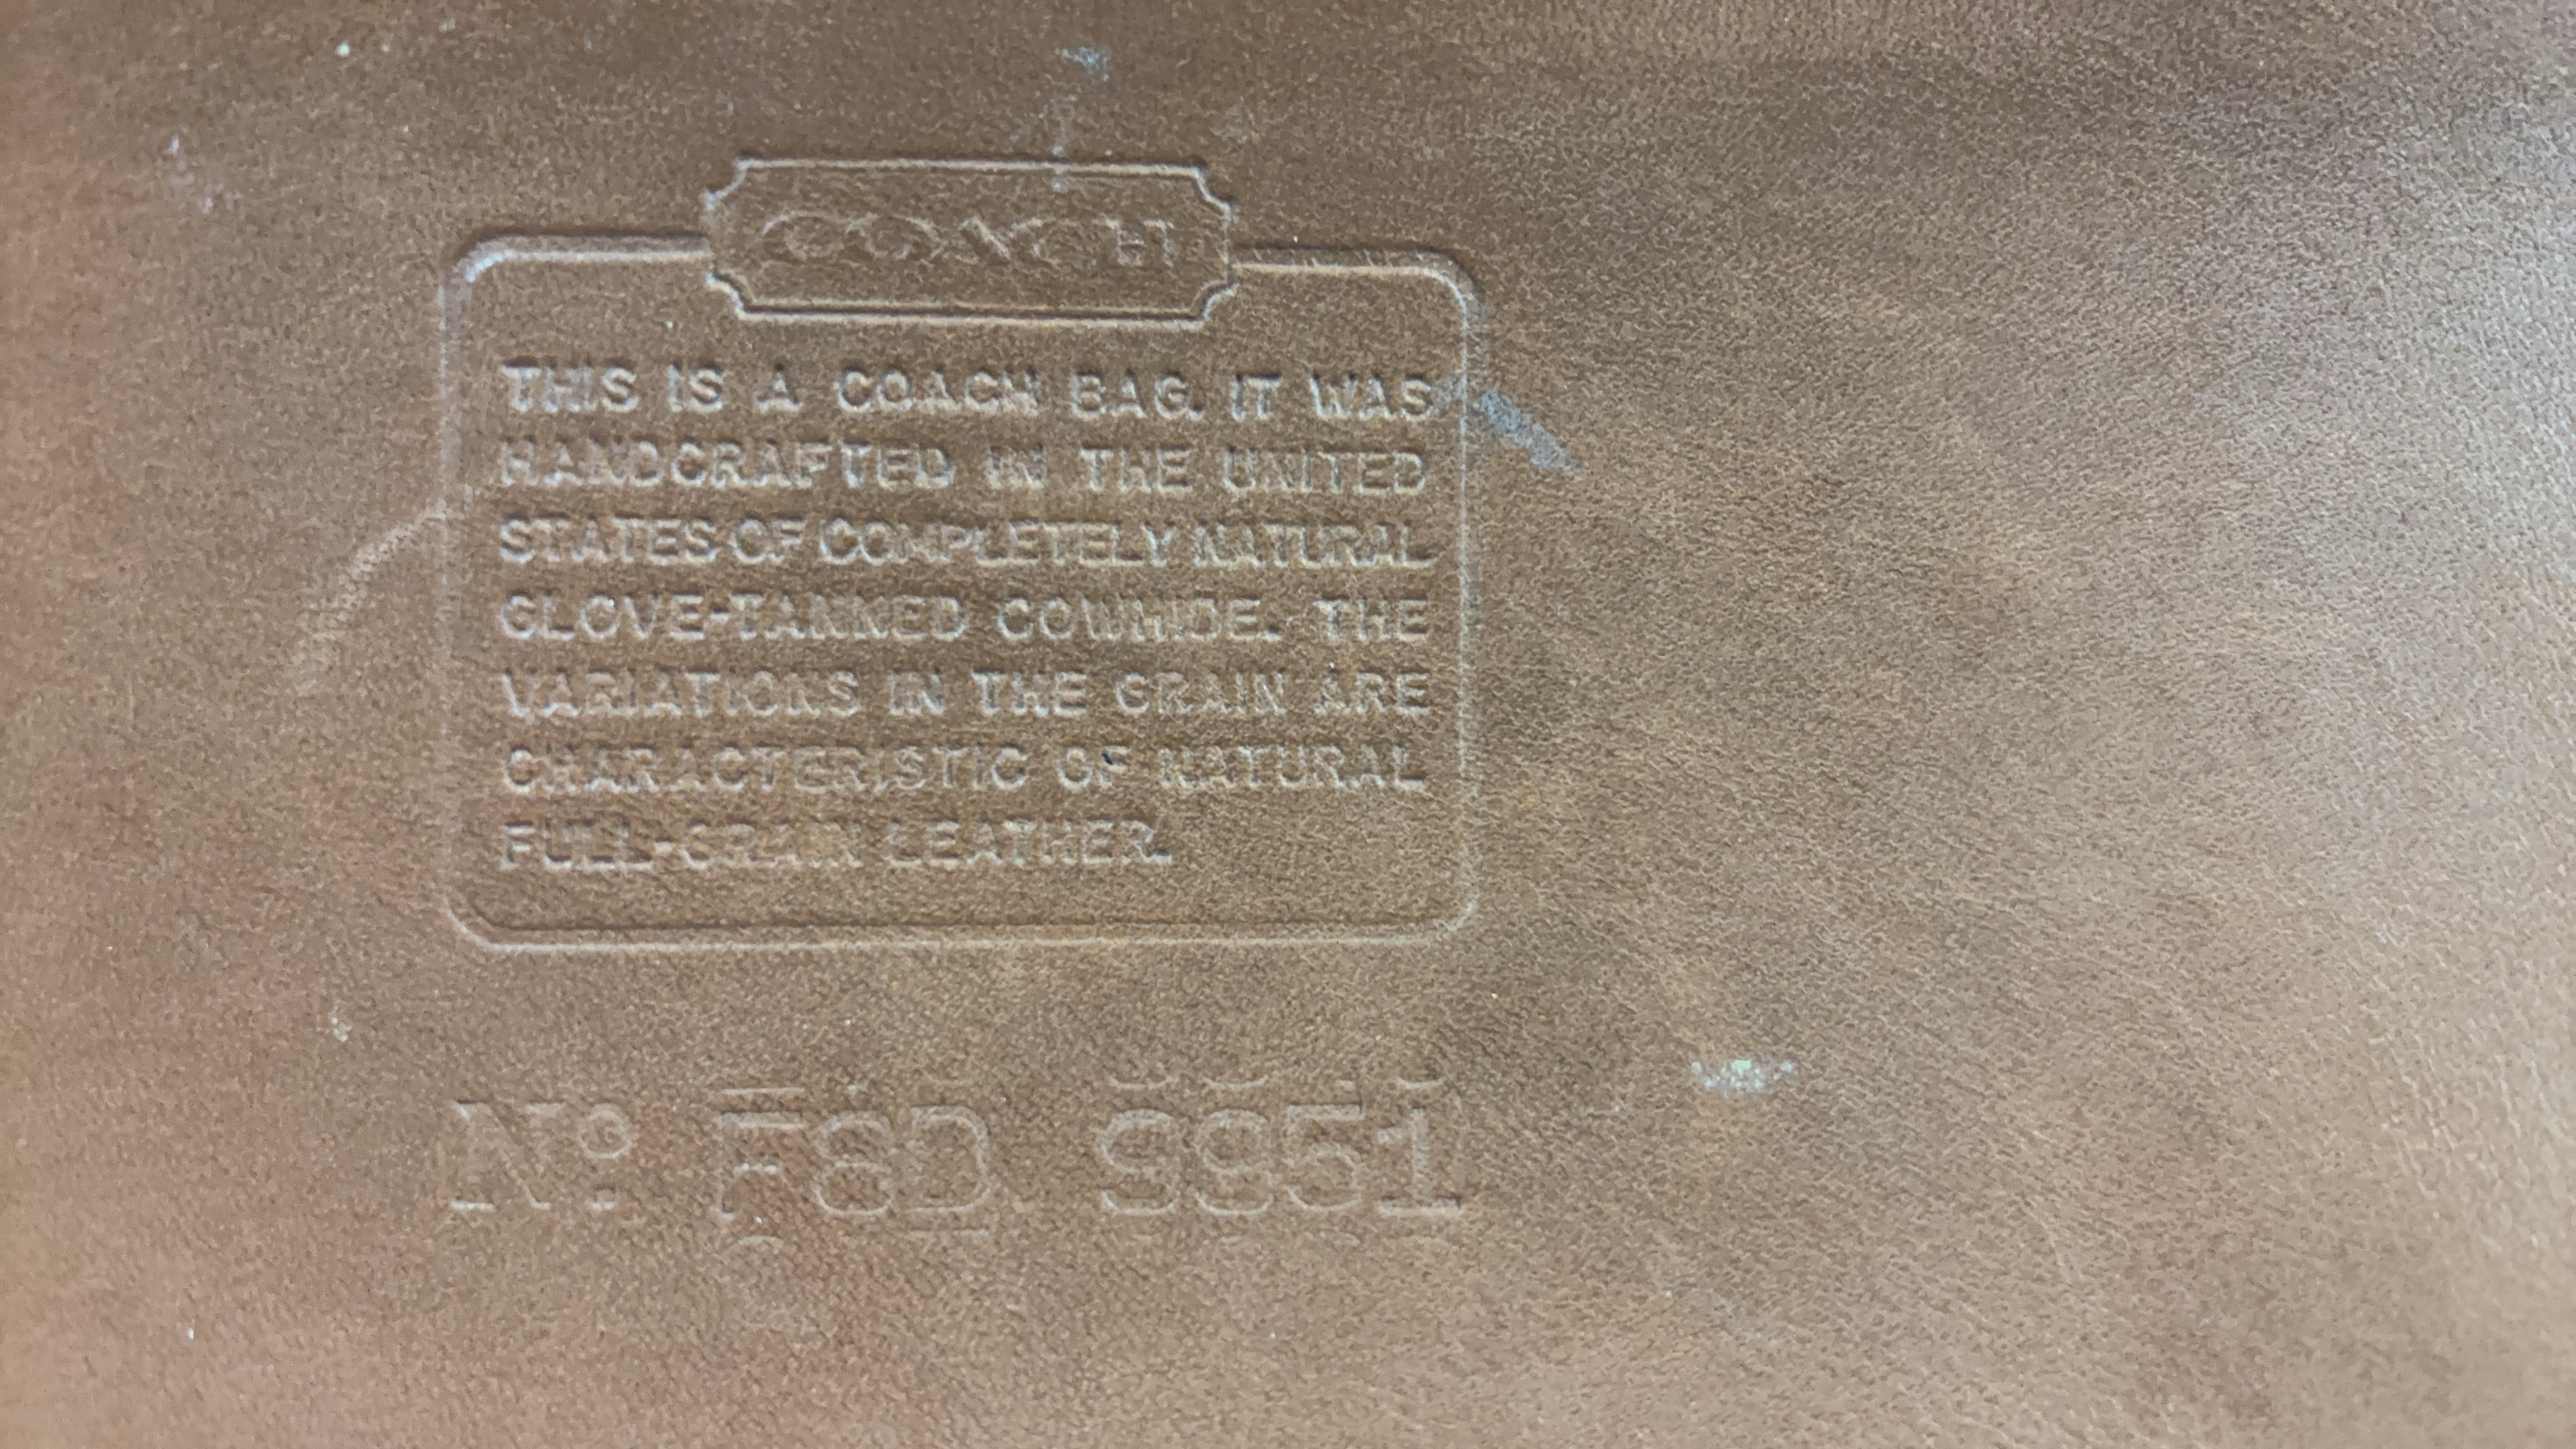 COACH
THIS IS A COACH BAG. IT WAS
HANDCRAFTED IN THE UNITED
STATES OF COMPLETELY NATURAL
GLOVE-TANNED COWHIDE. THE
VARIATIONS IN THE GRAIN ARE
CHARACTERISTIC OF NATURAL
FULL-GRAIN LEATHER.
Nº F8D 9951